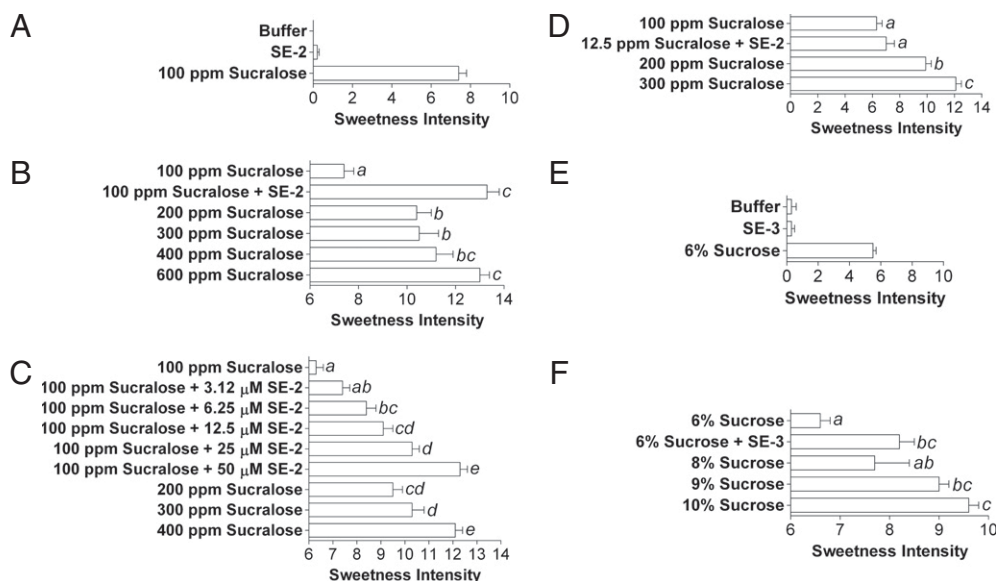 A
Buffer
SE-2
100 ppm Sucralose
0 2 4 6 8 10
Sweetness Intensity
B
100 ppm Sucralose a
100 ppm Sucralose + SE-2 c
200 ppm Sucralose b
300 ppm Sucralose b
400 ppm Sucralose bc
600 ppm Sucralose c
6 8 10 12 14
Sweetness Intensity
C
100 ppm Sucralose a
100 ppm Sucralose + 3.12 μM SE-2 ab
100 ppm Sucralose + 6.25 μM SE-2 bc
100 ppm Sucralose + 12.5 μM SE-2 cd
100 ppm Sucralose + 25 μM SE-2 d
100 ppm Sucralose + 50 μM SE-2 e
200 ppm Sucralose cd
300 ppm Sucralose d
400 ppm Sucralose e
6 7 8 9 10 11 12 13 14
Sweetness Intensity
D
100 ppm Sucralose a
12.5 ppm Sucralose + SE-2 a
200 ppm Sucralose b
300 ppm Sucralose c
0 2 4 6 8 10 12 14
Sweetness Intensity
E
Buffer
SE-3
6% Sucrose
0 2 4 6 8 10
Sweetness Intensity
F
6% Sucrose a
6% Sucrose + SE-3 bc
8% Sucrose ab
9% Sucrose bc
10% Sucrose c
6 7 8 9 10
Sweetness Intensity